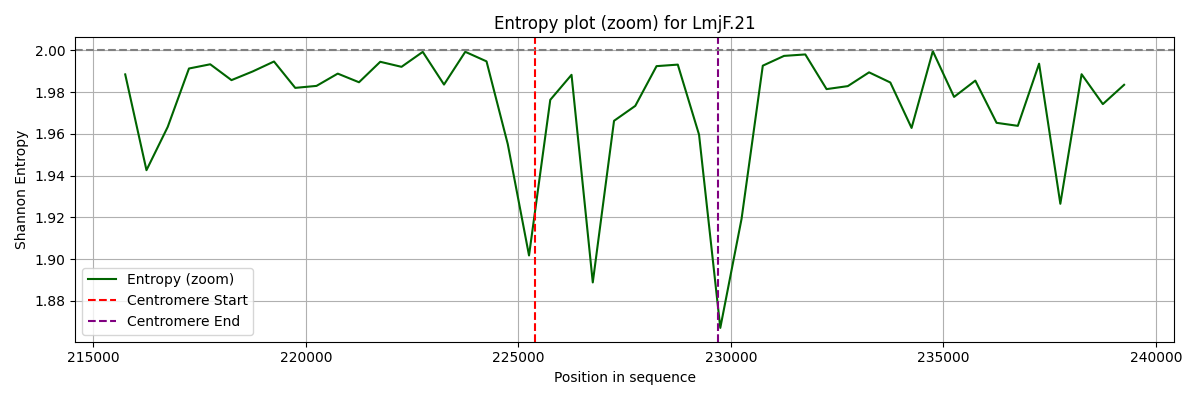 Entropy plot (zoom) for LmjF.21
Shannon Entropy
2.00
1.98
1.96
1.94
1.92
1.90
1.88
Entropy (zoom)
Centromere Start
Centromere End
215000 220000 225000 230000 235000 240000
Position in sequence